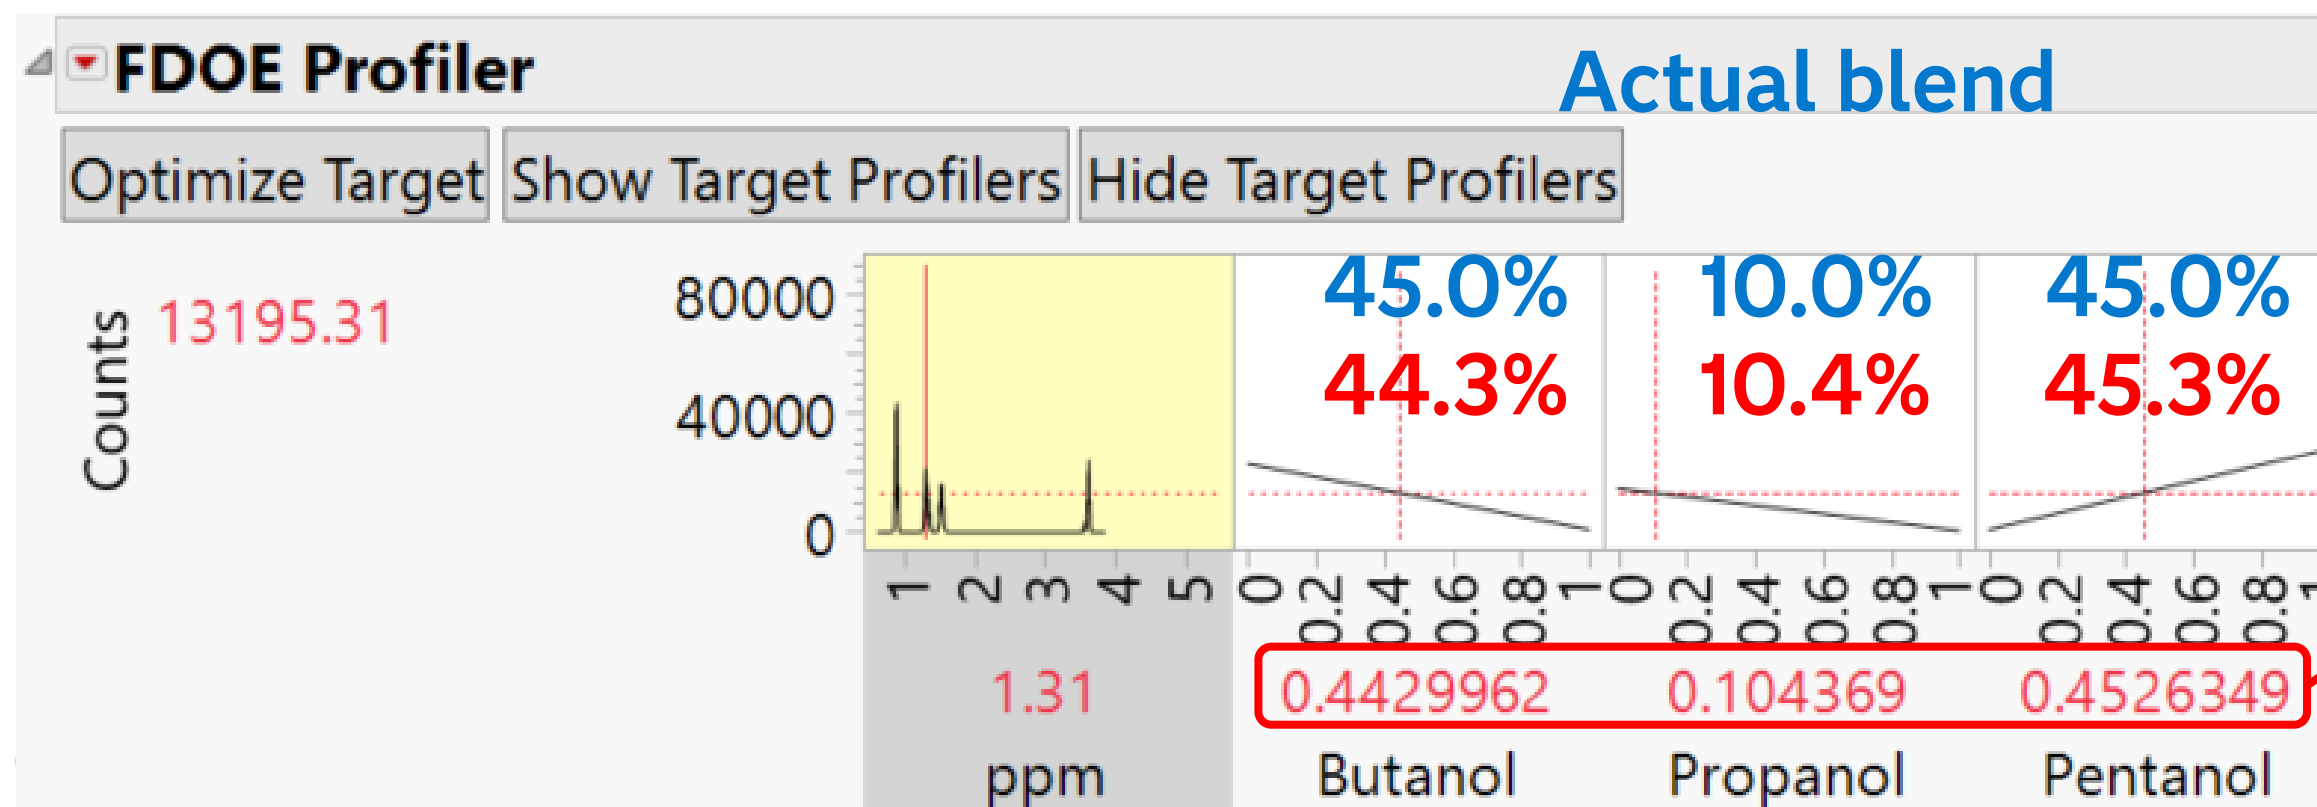 FDOE Profiler
Actual blend
Optimize Target Show Target Profilers Hide Target Profilers
Counts
13195.31
80000
40000
0
45.0% 10.0% 45.0%
44.3% 10.4% 45.3%
1 2 3 4 5 0 0.2 0.4 0.6 0.8 1 0 0.2 0.4 0.6 0.8 1 0 0.2 0.4 0.6 0.8 1
1.31 0.4429962 0.104369 0.4526349
ppm Butanol Propanol Pentanol